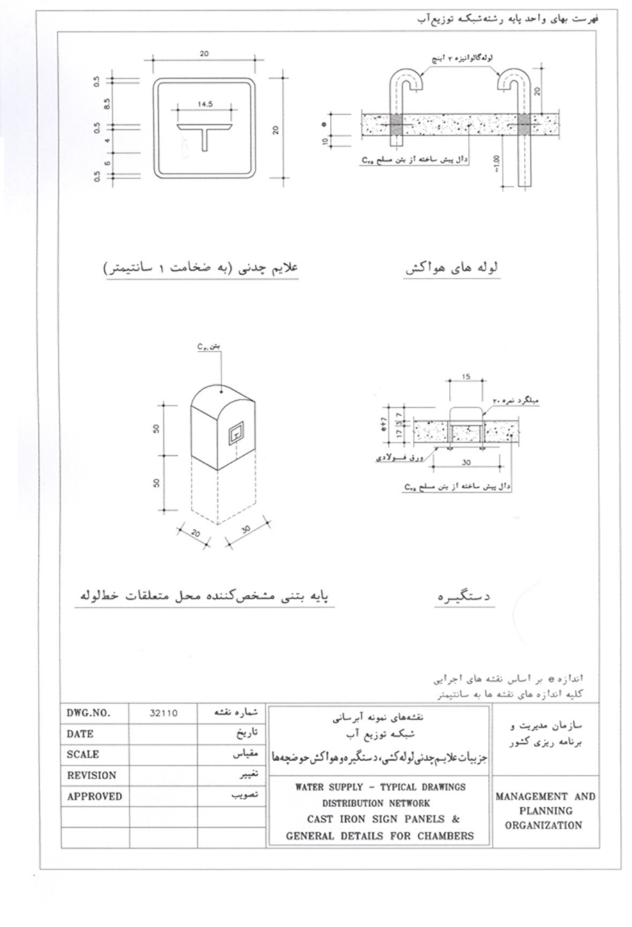 فهرست بهای واحد پایه رشته شبکه توزیع آب
20
0.5
8.5
0.5
4
6
0.5
14.5
20
علایم چدنی (به ضخامت ۱ سانتیمتر)
لوله گالوانیزه ۲ اینچ
20
e
10
~1.00
دال پیش ساخته از بتن مسلح C₂₅
لوله های هواکش
بتن C₂₀
50
50
20
30
پایه بتنی مشخص کننده محل متعلقات خط لوله
15
میلگرد نمره ۲۰
e+7
7
3
17
ورق فولادی
30
دال پیش ساخته از بتن مسلح C₂₵
دستگیره
اندازه e بر اساس نقشه های اجرایی
کلیه اندازه های نقشه ها به سانتیمتر
DWG.NO. 32110 شماره نقشه
DATE تاریخ
SCALE مقیاس
REVISION تغییر
APPROVED تصویب
نقشه‌های نمونه آبرسانی
شبکه توزیع آب
جزییات علایم چدنی لوله کشی، دستگیره و هواکش حوضچه‌ها
WATER SUPPLY - TYPICAL DRAWINGS
DISTRIBUTION NETWORK
CAST IRON SIGN PANELS &
GENERAL DETAILS FOR CHAMBERS
سازمان مدیریت و
برنامه ریزی کشور
MANAGEMENT AND
PLANNING
ORGANIZATION